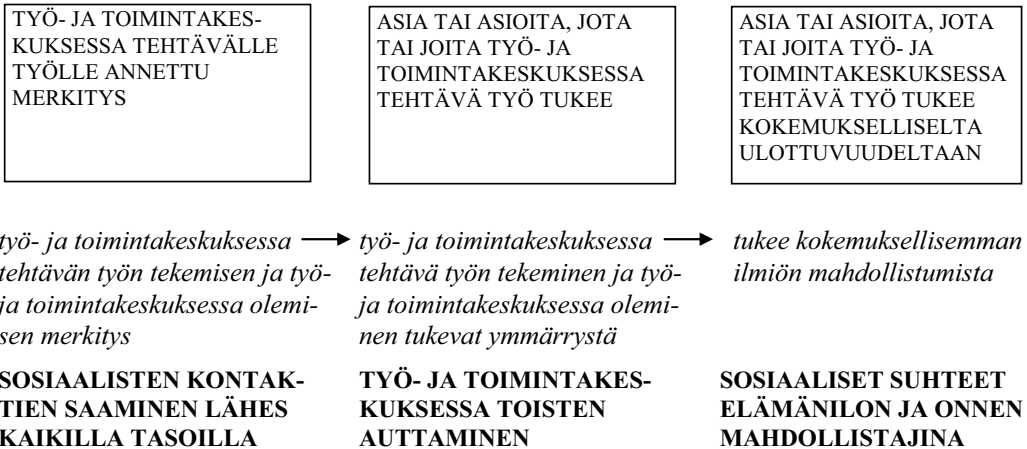 TYÖ- JA TOIMINTAKES-
KUKSESSA TEHTÄVÄLLE
TYÖLLE ANNETTU
MERKITYS
ASIA TAI ASIOITA, JOTA
TAI JOITA TYÖ- JA
TOIMINTAKESKUKSESSA
TEHTÄVÄ TYÖ TUKEE
ASIA TAI ASIOITA, JOTA
TAI JOITA TYÖ- JA
TOIMINTAKESKUKSESSA
TEHTÄVÄ TYÖ TUKEE
KOKEMUKSELLISELTA
ULOTTUVUUDELTAAN
työ- ja toimintakeskuksessa
tehtävän työn tekemisen ja työ-
ja toimintakeskuksessa olemi-
sen merkitys
työ- ja toimintakeskuksessa
tehtävä työn tekeminen ja työ-
ja toimintakeskuksessa olemi-
nen tukevat ymmärrystä
tukee kokemuksellisemman
ilmiön mahdollistumista
SOSIAALISTEN KONTAK-
TIEN SAAMINEN LÄHES
KAIKILLA TASOILLA
TYÖ- JA TOIMINTAKES-
KUKSESSA TOISTEN
AUTTAMINEN
SOSIAALISET SUHTEET
ELÄMÄNILON JA ONNEN
MAHDOLLISTAJINA